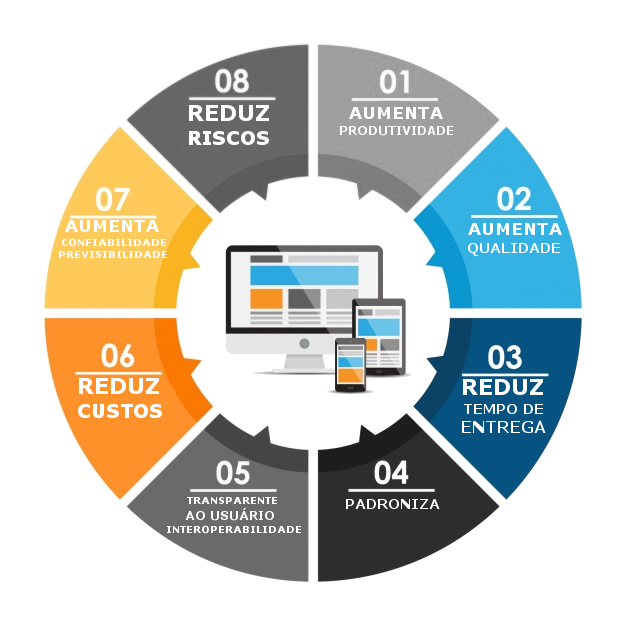 01
AUMENTA
PRODUTIVIDADE
02
AUMENTA
QUALIDADE
03
REDUZ
TEMPO DE
ENTREGA
04
PADRONIZA
05
TRANSPARENTE
AO USUÁRIO
INTEROPERABILIDADE
06
REDUZ
CUSTOS
07
AUMENTA
CONFIABILIDADE
PREVISIBILIDADE
08
REDUZ
RISCOS